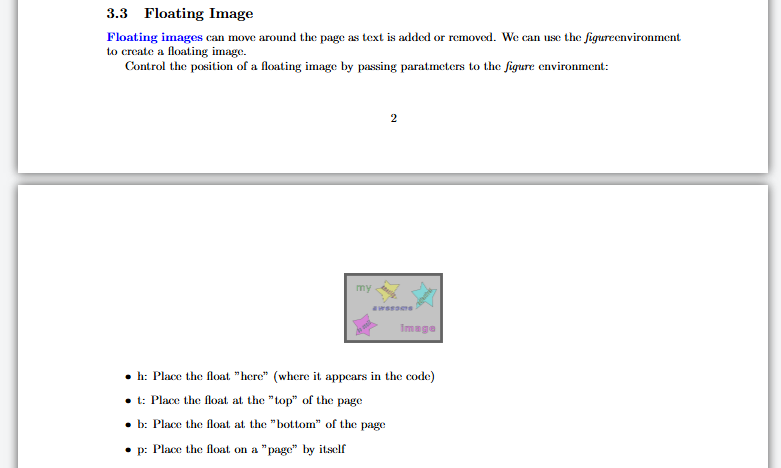 3.3 Floating Image
Floating images can move around the page as text is added or removed. We can use the figureenvironment
to create a floating image.
Control the position of a floating image by passing paratmeters to the figure environment:
2
my
awesome
image
• h: Place the float ”here” (where it appears in the code)
• t: Place the float at the ”top” of the page
• b: Place the float at the ”bottom” of the page
• p: Place the float on a ”page” by itself